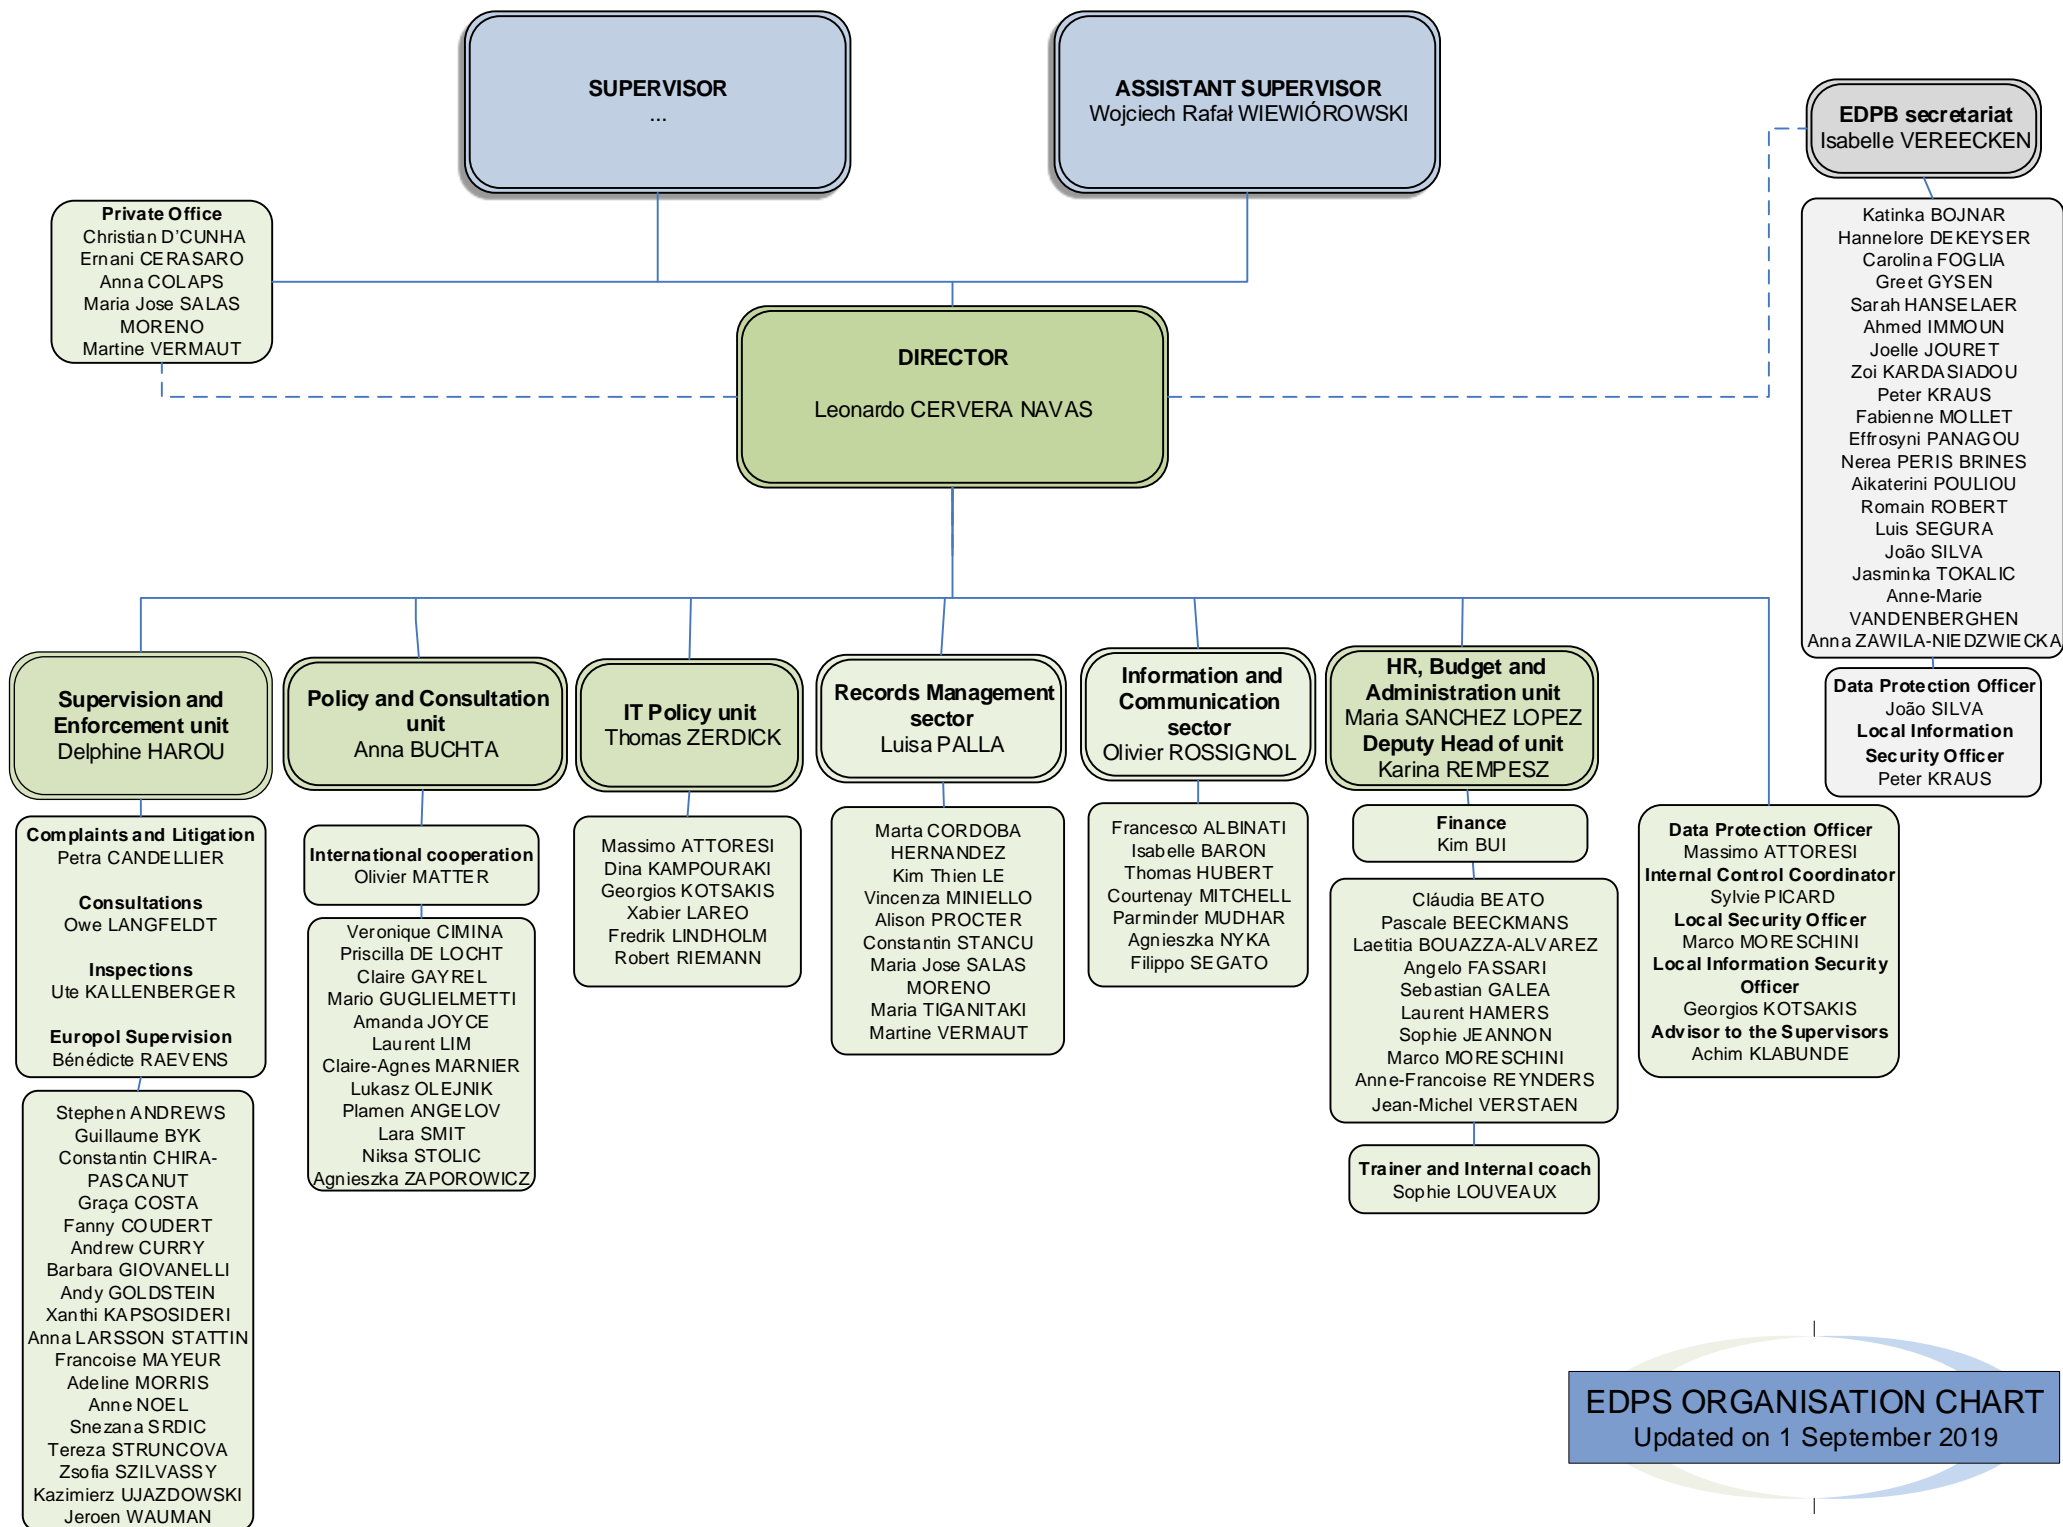 SUPERVISOR
...
ASSISTANT SUPERVISOR
Wojciech Rafał WIEWIÓROWSKI
EDPB secretariat
Isabelle VEREECKEN
Private Office
Christian D’CUNHA
Ernani CERASARO
Anna COLAPS
Maria Jose SALAS
MORENO
Martine VERMAUT
Katinka BOJNAR
Hannelore DEKEYSER
Carolina FOGLIA
Greet GYSEN
Sarah HANSELAER
Ahmed IMMOUN
Joelle JOURET
Zoi KARDASIADOU
Peter KRAUS
Fabienne MOLLET
Effrosyni PANAGOU
Nerea PERIS BRINES
Aikaterini POULIOU
Romain ROBERT
Luis SEGURA
João SILVA
Jasminka TOKALIC
Anne-Marie
VANDENBERGHEN
Anna ZAWILA-NIEDZWIECKA
DIRECTOR
Leonardo CERVERA NAVAS
Data Protection Officer
João SILVA
Local Information
Security Officer
Peter KRAUS
Supervision and
Enforcement unit
Delphine HAROU
Policy and Consultation
unit
Anna BUCHTA
IT Policy unit
Thomas ZERDICK
Records Management
sector
Luisa PALLA
Information and
Communication
sector
Olivier ROSSIGNOL
HR, Budget and
Administration unit
Maria SANCHEZ LOPEZ
Deputy Head of unit
Karina REMPESZ
Complaints and Litigation
Petra CANDELLIER
Consultations
Owe LANGFELDT
Inspections
Ute KALLENBERGER
Europol Supervision
Bénédicte RAEVENS
Stephen ANDREWS
Guillaume BYK
Constantin CHIRA-
PASCANUT
Graça COSTA
Fanny COUDERT
Andrew CURRY
Barbara GIOVANELLI
Andy GOLDSTEIN
Xanthi KAPSOSIDERI
Anna LARSSON STATTIN
Francoise MAYEUR
Adeline MORRIS
Anne NOEL
Snezana SRDIC
Tereza STRUNCOVA
Zsofia SZILVASSY
Kazimierz UJAZDOWSKI
Jeroen WAUMAN
International cooperation
Olivier MATTER
Veronique CIMINA
Priscilla DE LOCHT
Claire GAYREL
Mario GUGLIELMETTI
Amanda JOYCE
Laurent LIM
Claire-Agnes MARNIER
Lukasz OLEJNIK
Plamen ANGELOV
Lara SMIT
Niksa STOLIC
Agnieszka ZAPOROWICZ
Massimo ATTORESI
Dina KAMPOURAKI
Georgios KOTSAKIS
Xabier LAREO
Fredrik LINDHOLM
Robert RIEMANN
Marta CORDOBA
HERNANDEZ
Kim Thien LE
Vincenza MINIELLO
Alison PROCTER
Constantin STANCU
Maria Jose SALAS
MORENO
Maria TIGANITAKI
Martine VERMAUT
Francesco ALBINATI
Isabelle BARON
Thomas HUBERT
Courtenay MITCHELL
Parminder MUDHAR
Agnieszka NYKA
Filippo SEGATO
Finance
Kim BUI
Cláudia BEATO
Pascale BEECKMANS
Laetitia BOUAZZA-ALVAREZ
Angelo FASSARI
Sebastian GALEA
Laurent HAMERS
Sophie JEANNON
Marco MORESCHINI
Anne-Francoise REYNDERS
Jean-Michel VERSTAEN
Trainer and Internal coach
Sophie LOUVEAUX
Data Protection Officer
Massimo ATTORESI
Internal Control Coordinator
Sylvie PICARD
Local Security Officer
Marco MORESCHINI
Local Information Security
Officer
Georgios KOTSAKIS
Advisor to the Supervisors
Achim KLABUNDE
EDPS ORGANISATION CHART
Updated on 1 September 2019